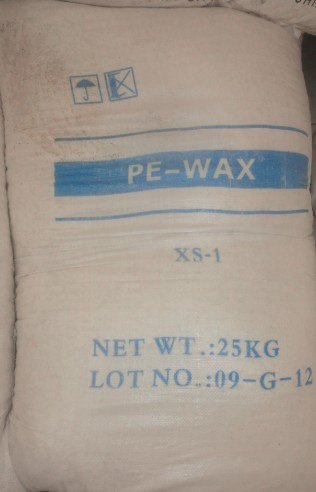 PE-WAX
XS-1
NET WT.:25KG
LOT NO.:09-G-12